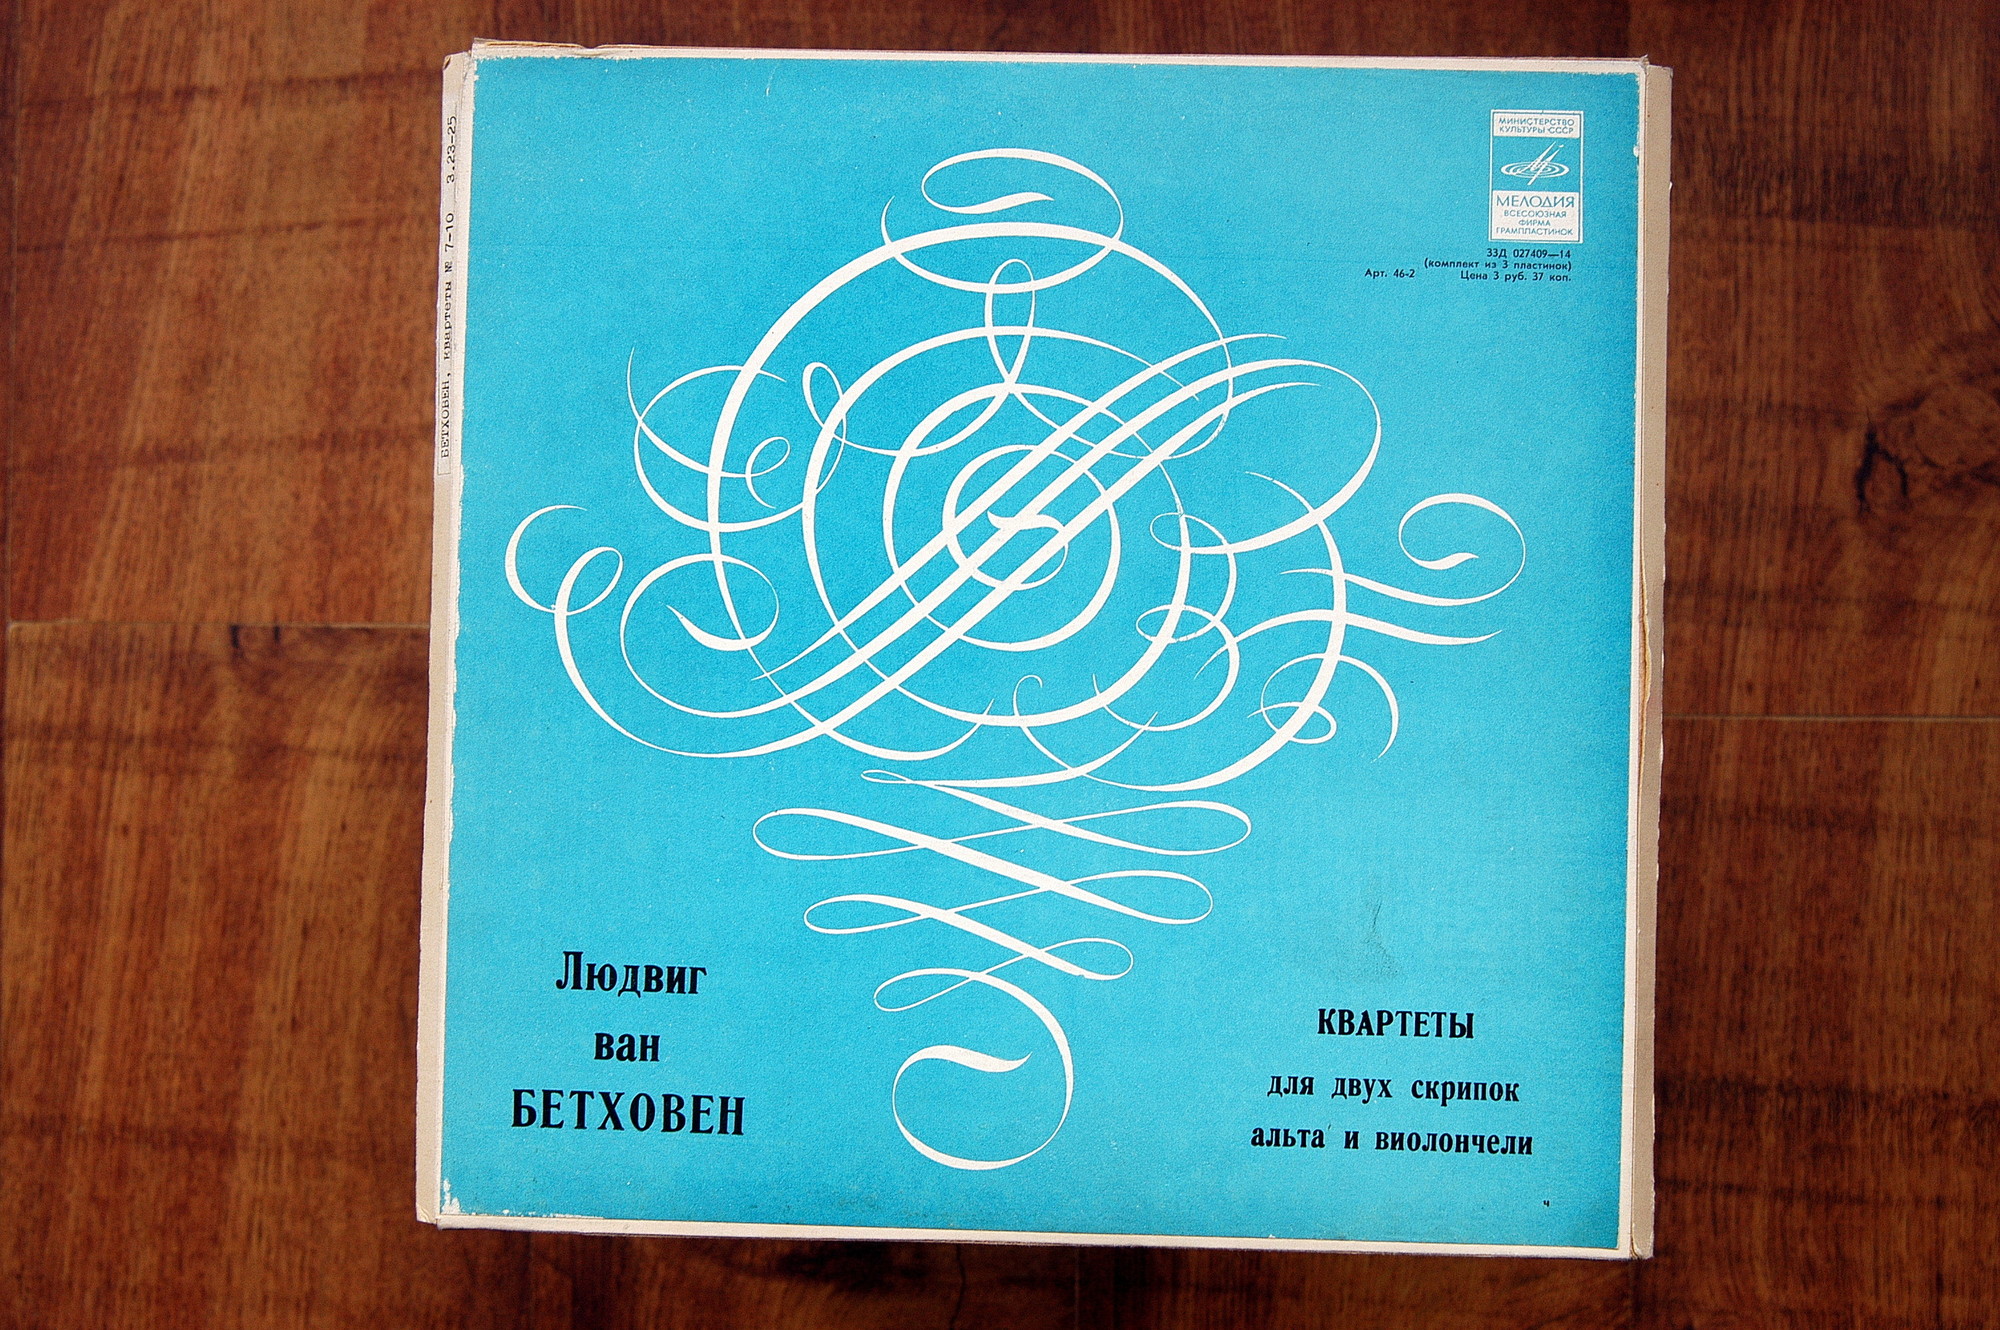 БЕТХОВЕН, квартеты № 7-10 3.23-25
МИНИСТЕРСТВО
КУЛЬТУРЫ СССР
МЕЛОДИЯ
ВСЕСОЮЗНАЯ
ФИРМА
ГРАМПЛАСТИНОК
33Д 027409—14
(комплект из 3 пластинок)
Арт. 46-2 Цена 3 руб. 37 коп.
Людвиг
ван
БЕТХОВЕН
КВАРТЕТЫ
для двух скрипок
альта и виолончели
ч